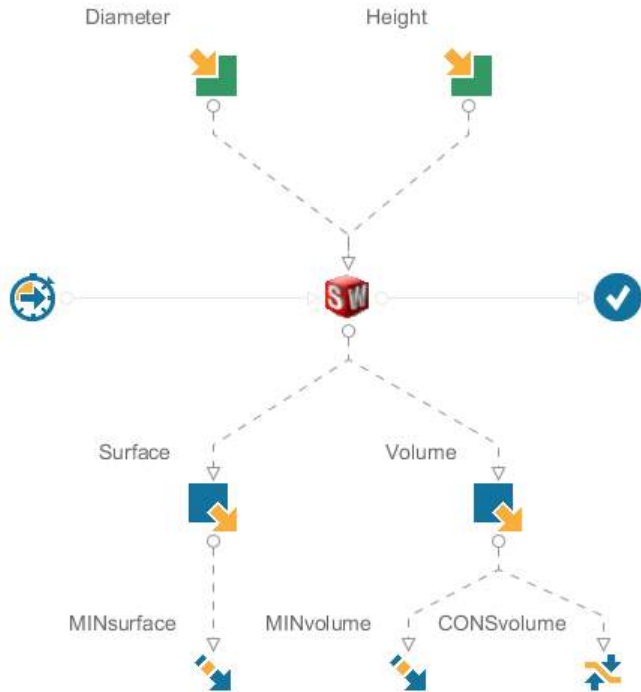 Diameter
Height
SW
Surface
Volume
MINsurface
MINvolume
CONSvolume